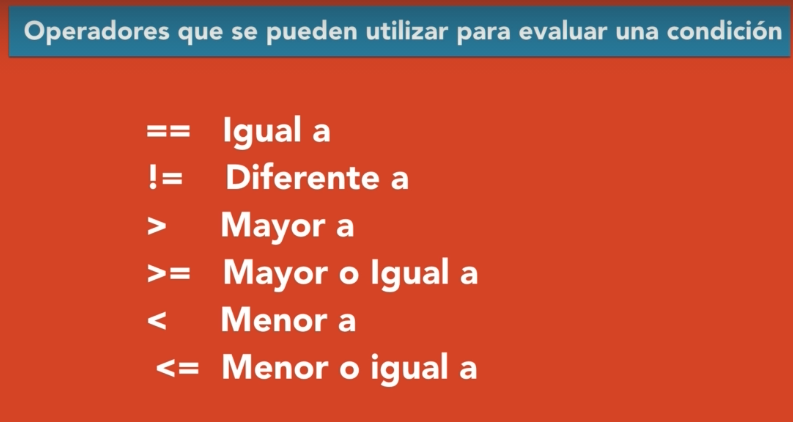 Operadores que se pueden utilizar para evaluar una condición
== Igual a
!= Diferente a
> Mayor a
>= Mayor o Igual a
< Menor a
<= Menor o igual a